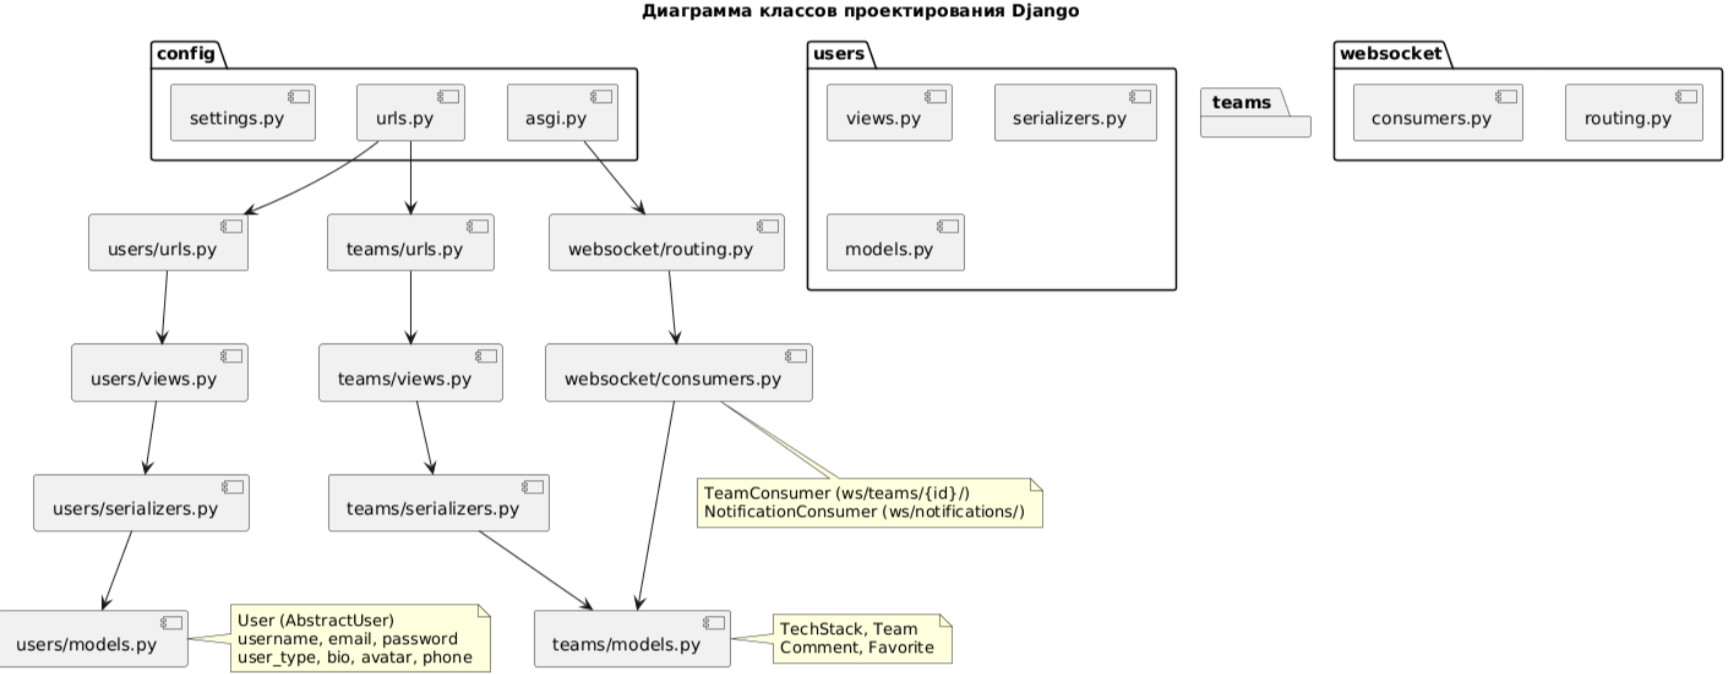 Диаграмма классов проектирования Django
config
settings.py
urls.py
asgi.py
users
views.py
serializers.py
models.py
teams
websocket
consumers.py
routing.py
users/urls.py
teams/urls.py
websocket/routing.py
users/views.py
teams/views.py
websocket/consumers.py
users/serializers.py
teams/serializers.py
TeamConsumer (ws/teams/{id}/)
NotificationConsumer (ws/notifications/)
users/models.py
User (AbstractUser)
username, email, password
user_type, bio, avatar, phone
teams/models.py
TechStack, Team
Comment, Favorite